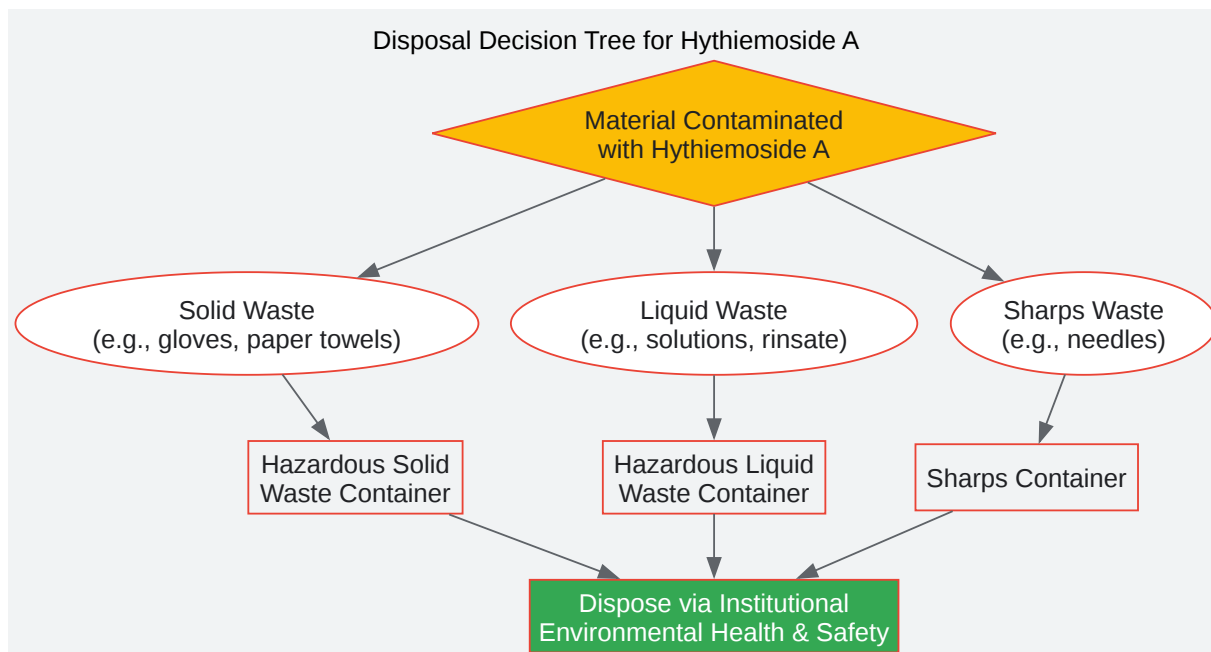 Disposal Decision Tree for Hythiemoside A
Material Contaminated
with Hythiemoside A
Solid Waste
(e.g., gloves, paper towels)
Liquid Waste
(e.g., solutions, rinsate)
Sharps Waste
(e.g., needles)
Hazardous Solid
Waste Container
Hazardous Liquid
Waste Container
Sharps Container
Dispose via Institutional
Environmental Health & Safety